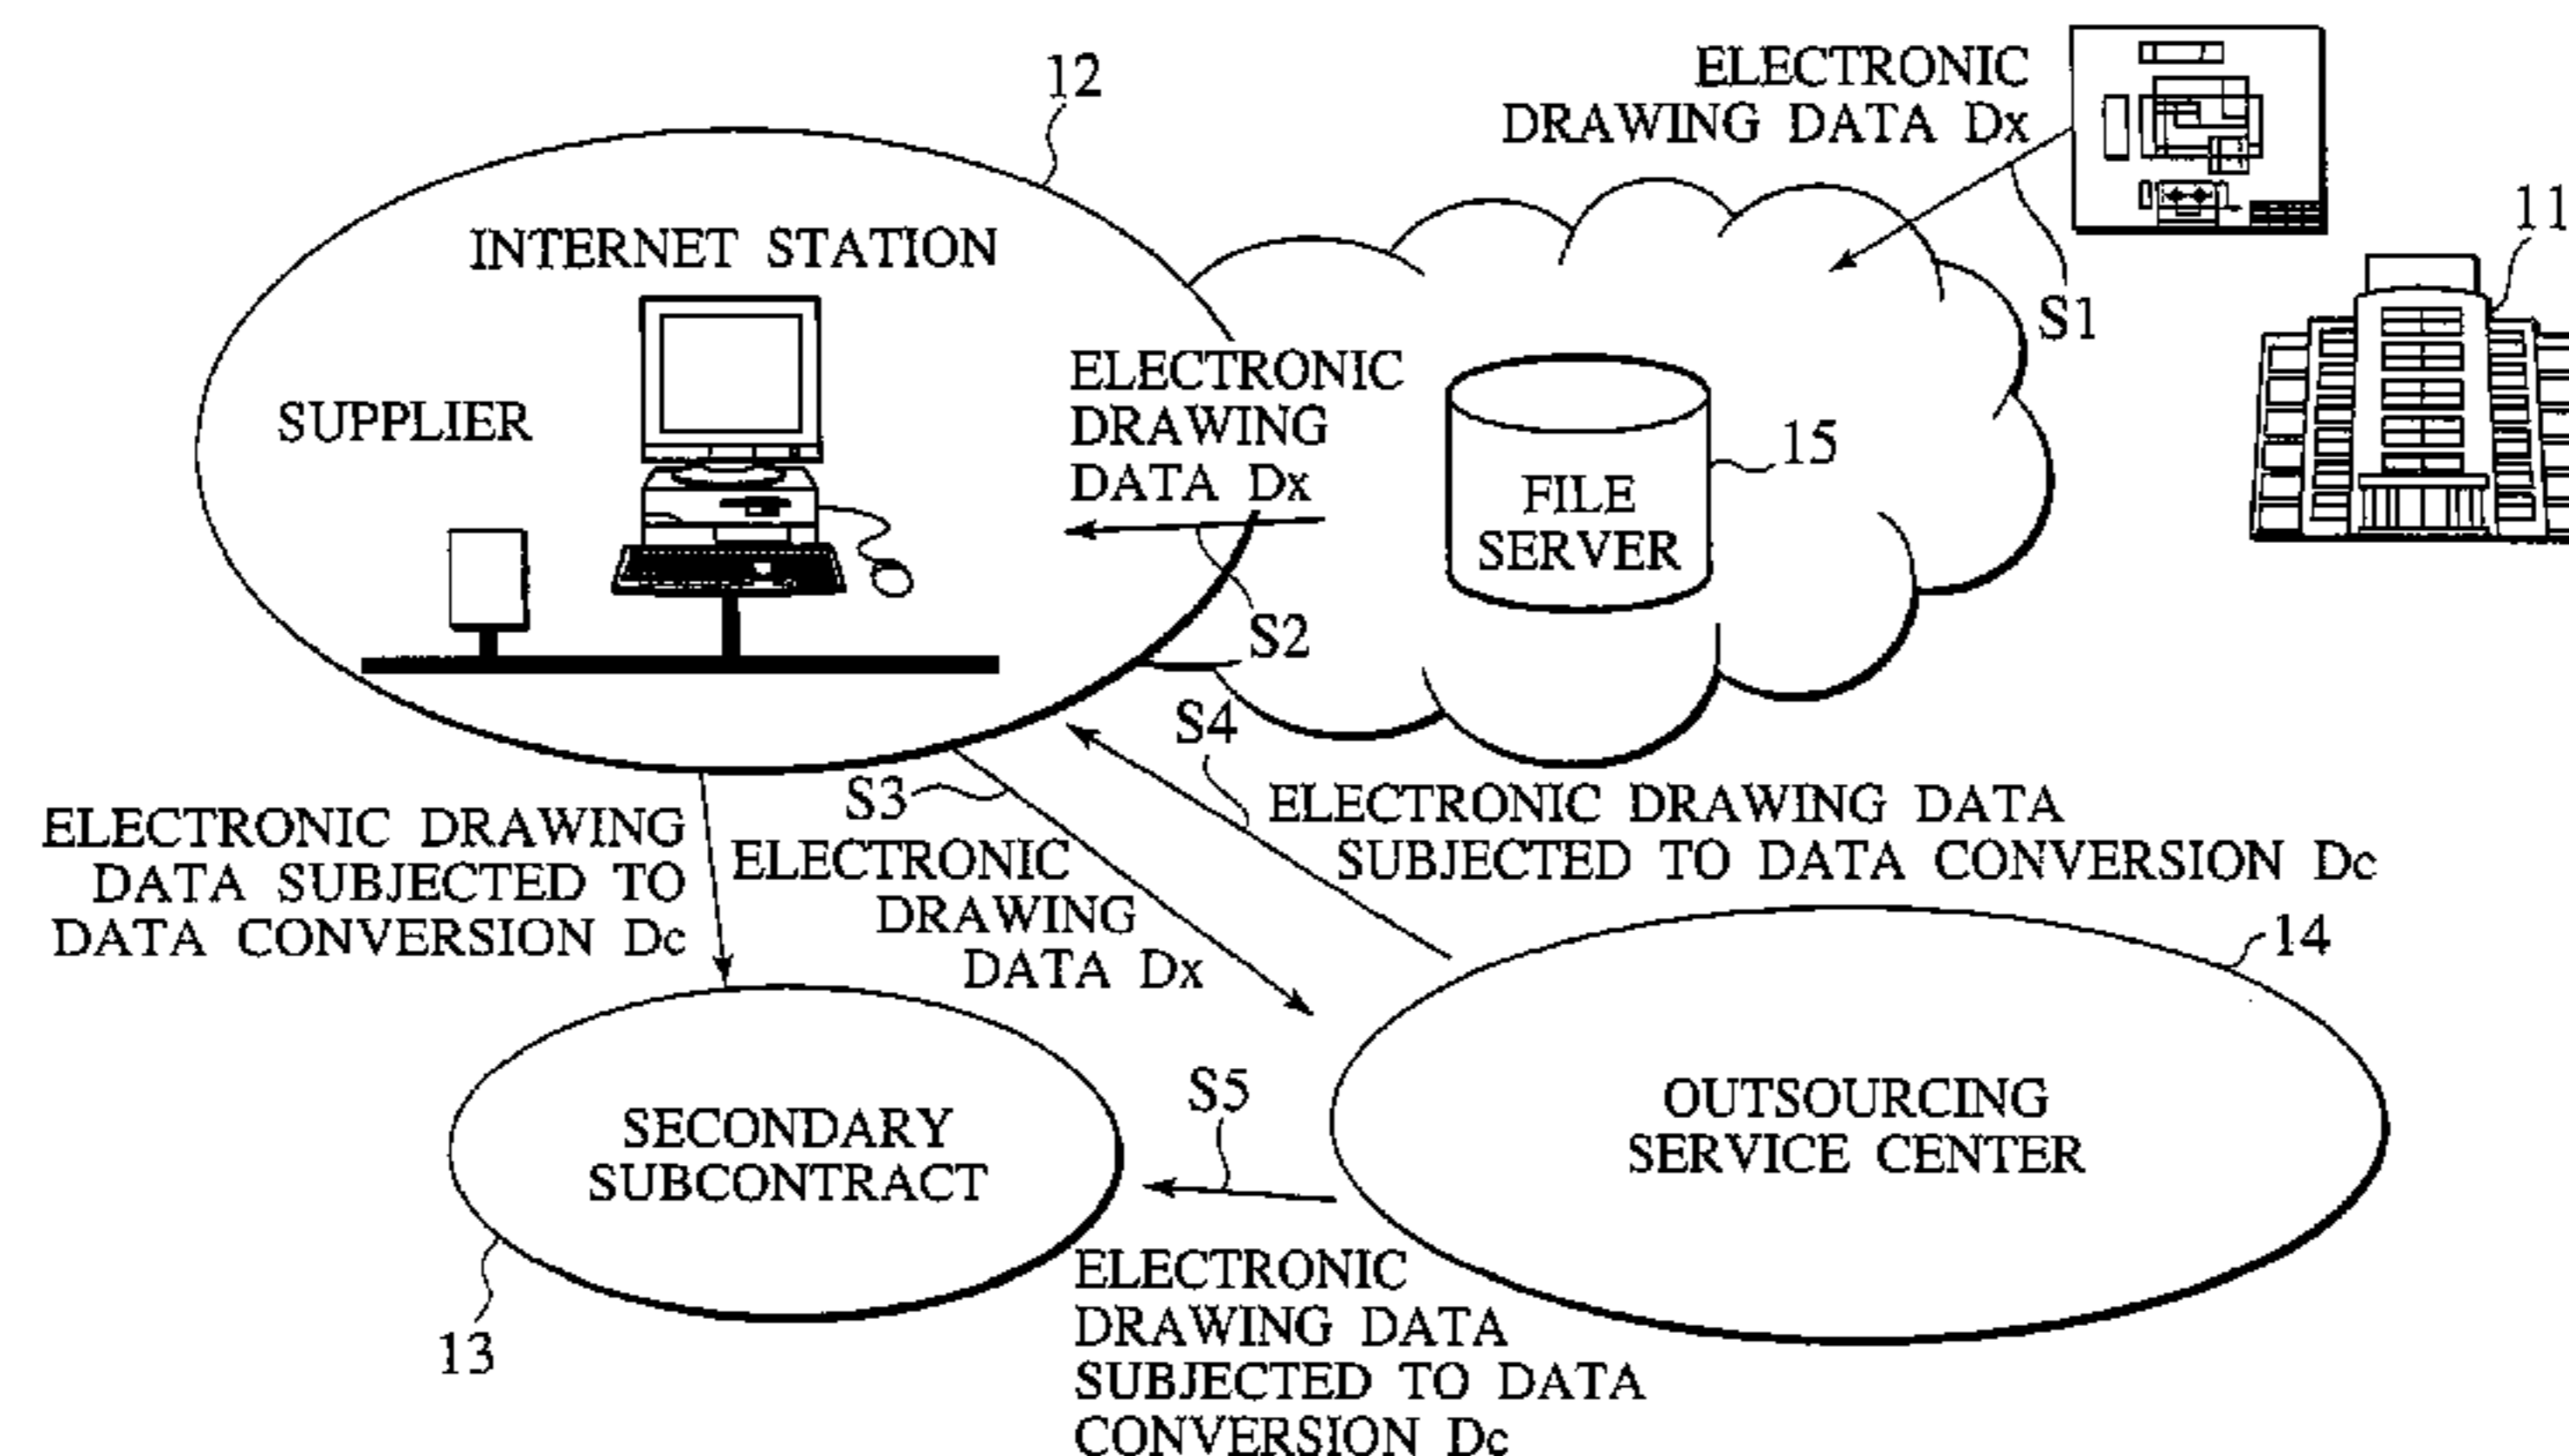 12
ELECTRONIC
DRAWING DATA Dx
11
S1
INTERNET STATION
SUPPLIER
ELECTRONIC
DRAWING
DATA Dx
S2
15
FILE
SERVER
S4
S3
ELECTRONIC DRAWING
DATA SUBJECTED TO
DATA CONVERSION Dc
ELECTRONIC
DRAWING
DATA Dx
ELECTRONIC DRAWING DATA
SUBJECTED TO DATA CONVERSION Dc
14
OUTSOURCING
SERVICE CENTER
S5
SECONDARY
SUBCONTRACT
13
ELECTRONIC
DRAWING DATA
SUBJECTED TO DATA
CONVERSION Dc